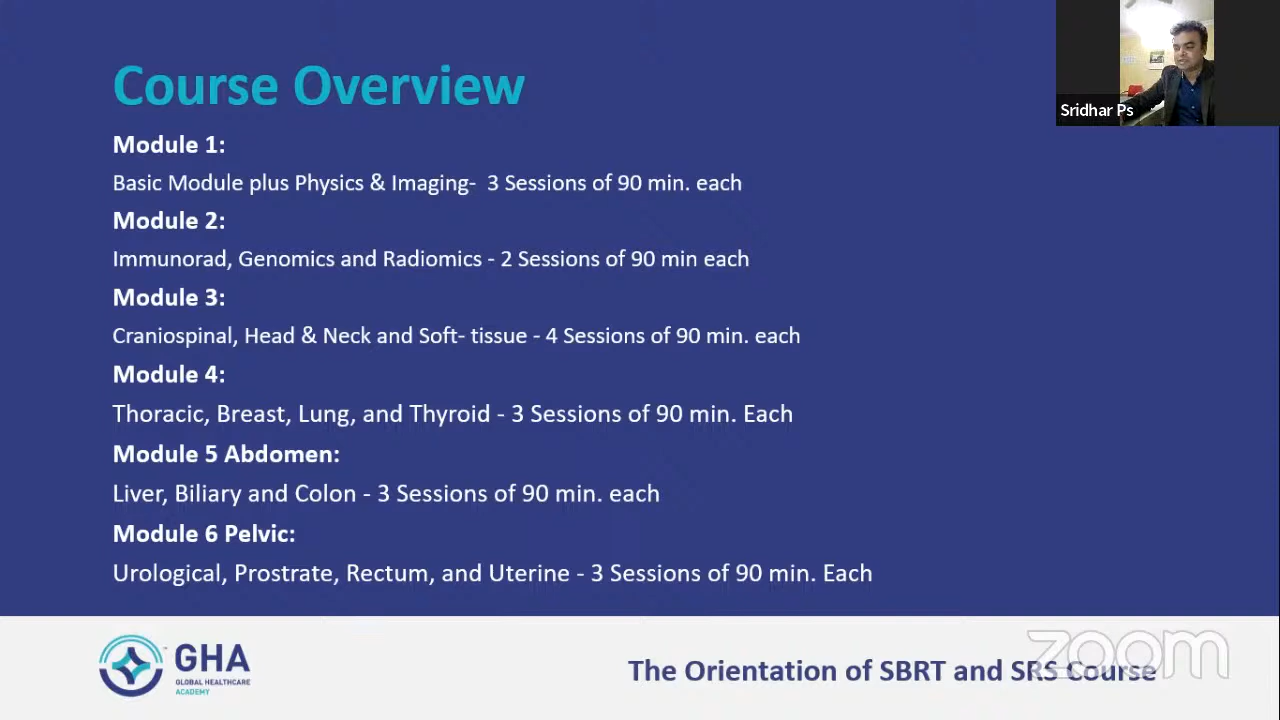 Course Overview
Module 1:
Basic Module plus Physics & Imaging- 3 Sessions of 90 min. each
Module 2:
Immunorad, Genomics and Radiomics - 2 Sessions of 90 min each
Module 3:
Craniospinal, Head & Neck and Soft- tissue - 4 Sessions of 90 min. each
Module 4:
Thoracic, Breast, Lung, and Thyroid - 3 Sessions of 90 min. Each
Module 5 Abdomen:
Liver, Biliary and Colon - 3 Sessions of 90 min. each
Module 6 Pelvic:
Urological, Prostrate, Rectum, and Uterine - 3 Sessions of 90 min. Each
Sridhar Ps
GHA
GLOBAL HEALTHCARE
ACADEMY
The Orientation of SBRT and SRS Course
zoom